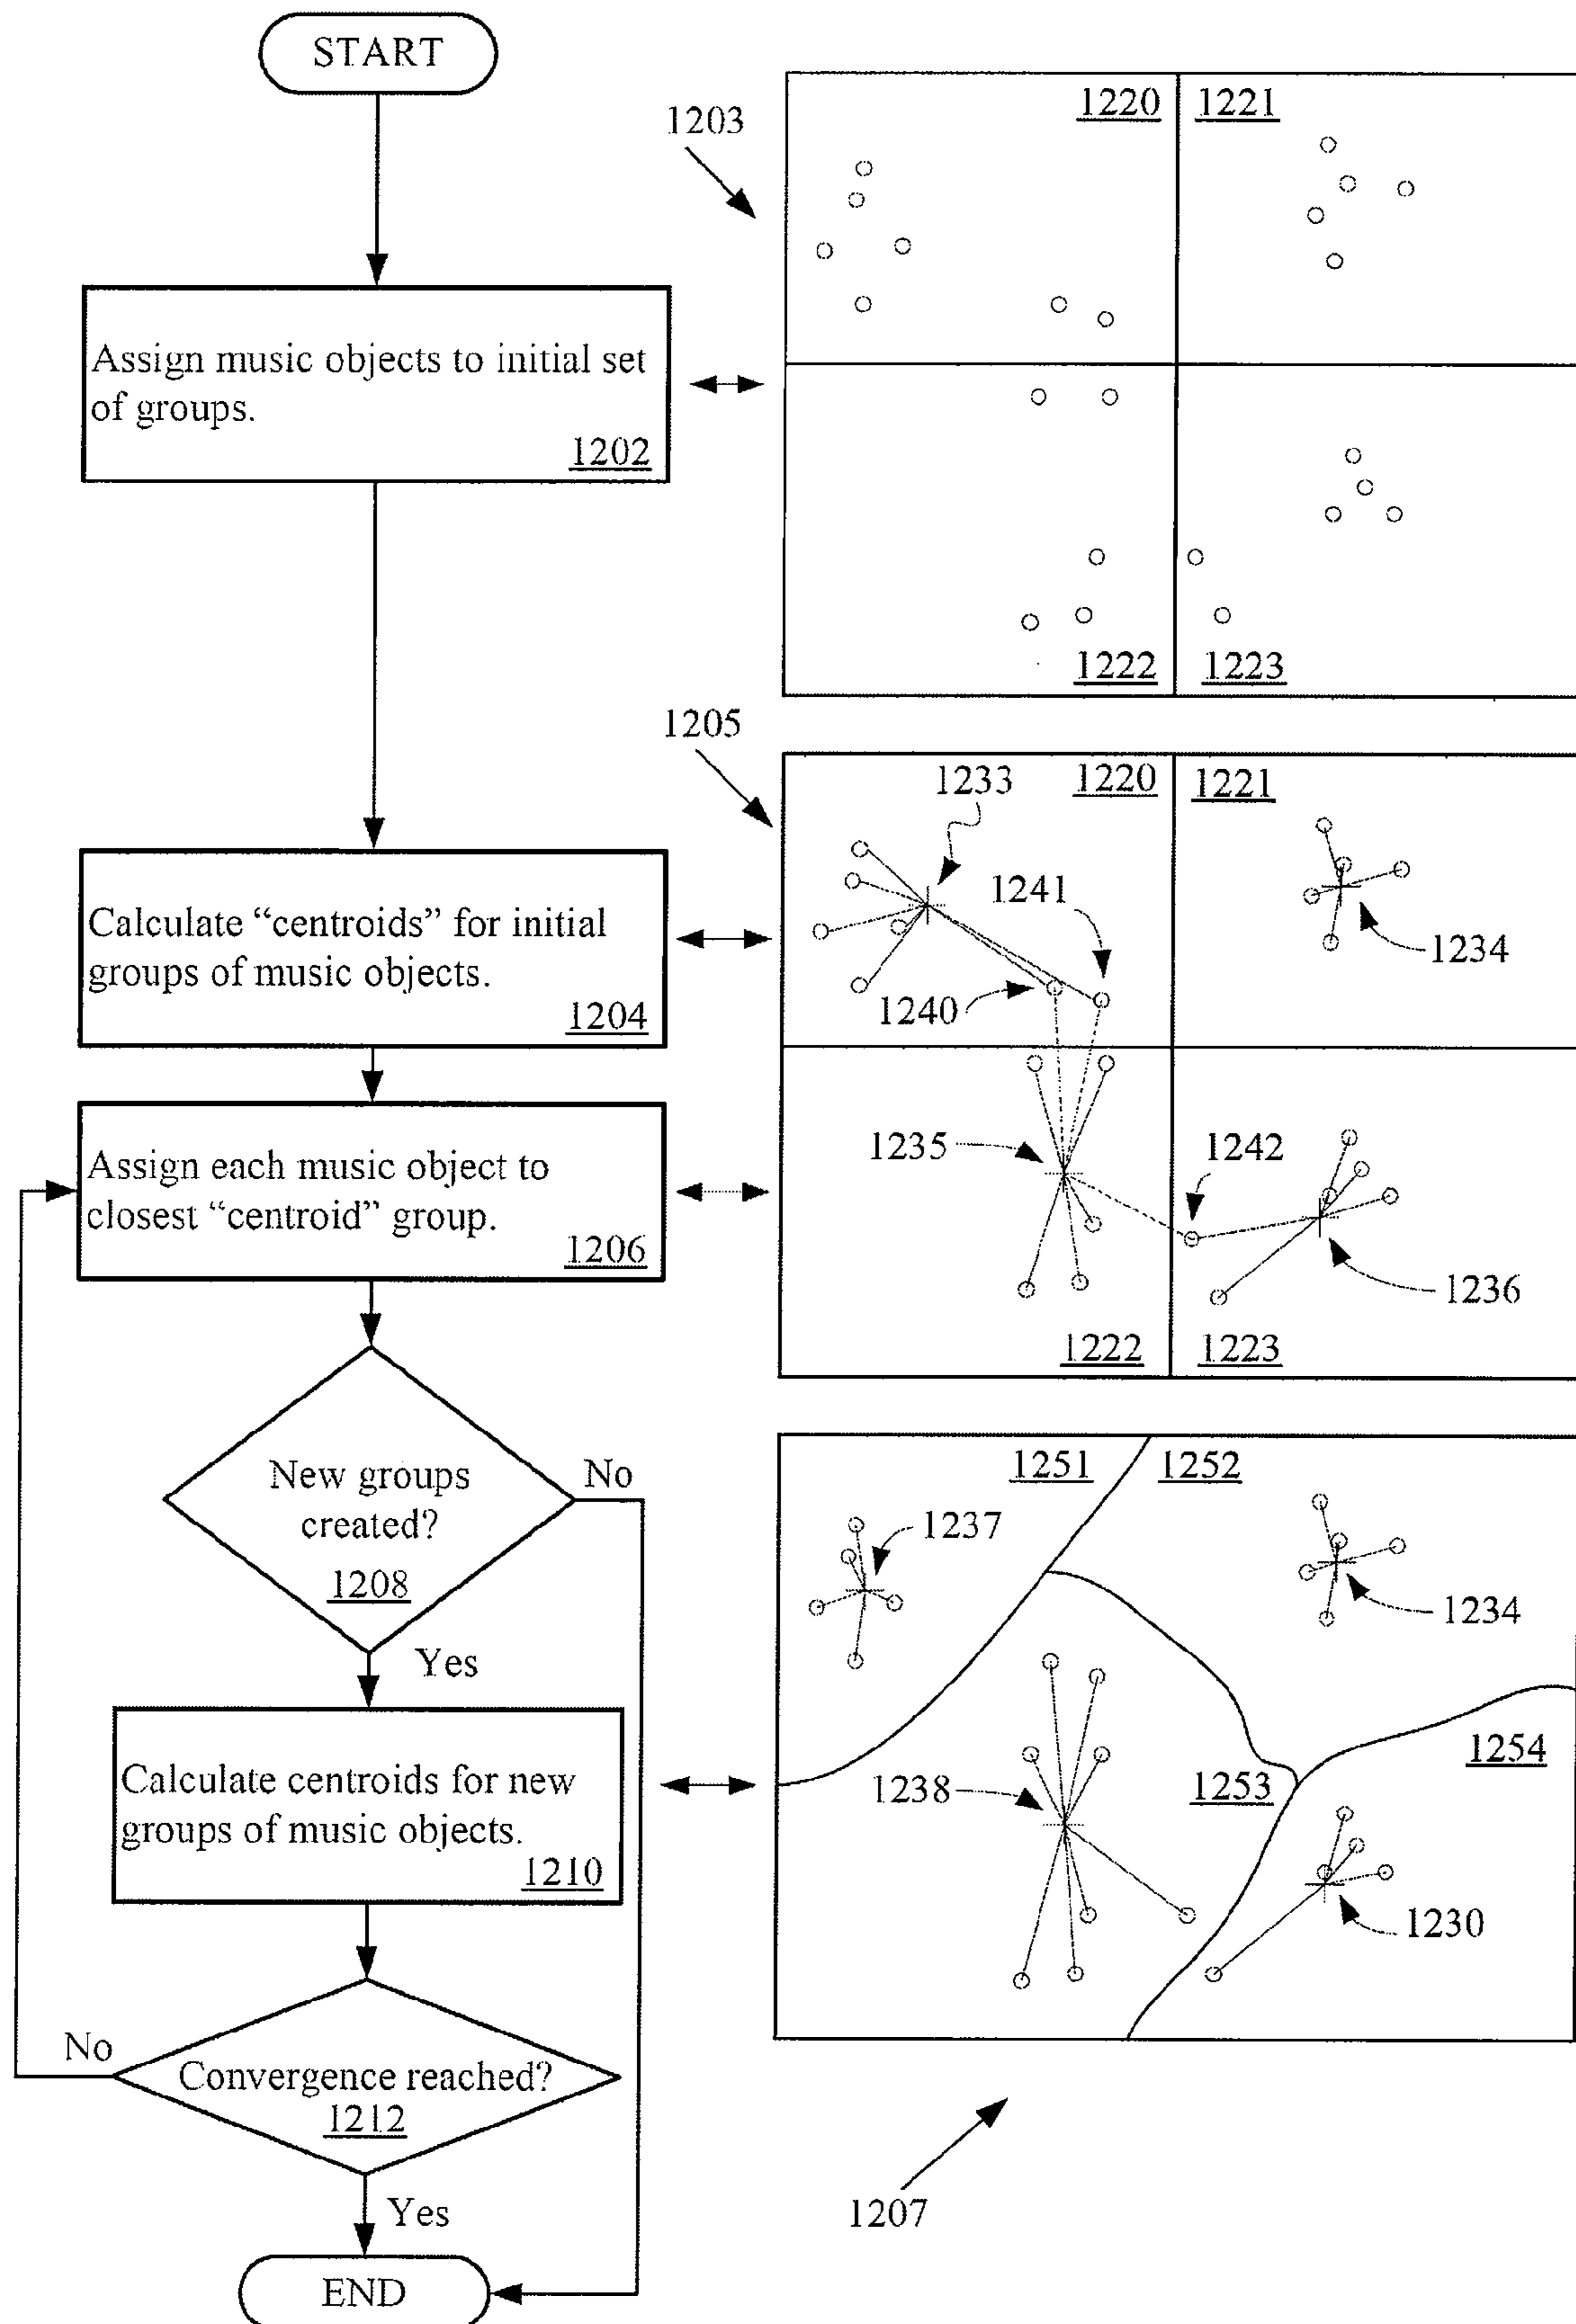 START
1203
1220
1221
Assign music objects to initial set
of groups.
1202
1222
1223
1205
1233
1220
1221
1241
1234
Calculate “centroids” for initial
groups of music objects.
1204
1240
1235
1242
Assign each music object to
closest “centroid” group.
1206
1236
1222
1223
New groups
created?
1208
No
Yes
1251
1252
1237
1234
1254
1253
1238
1230
Calculate centroids for new
groups of music objects.
1210
No
Convergence reached?
1212
Yes
1207
END